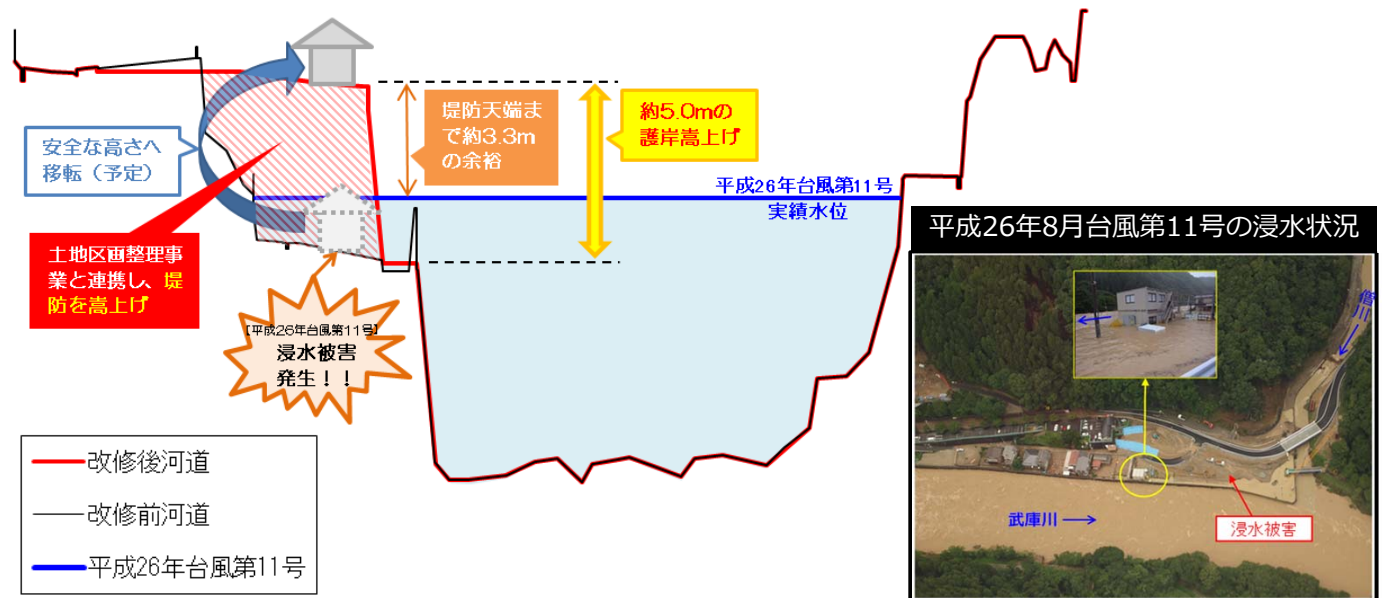 安全な高さへ
移転（予定）
土地区画整理事
業と連携し、堤
防を嵩上げ
【平成26年台風第11号】
浸水被害
発生！！
堤防天端ま
で約3.3m
の余裕
約5.0mの
護岸嵩上げ
平成26年台風第11号
実績水位
改修後河道
改修前河道
平成26年台風第11号
平成26年8月台風第11号の浸水状況
僧川
武庫川
浸水被害